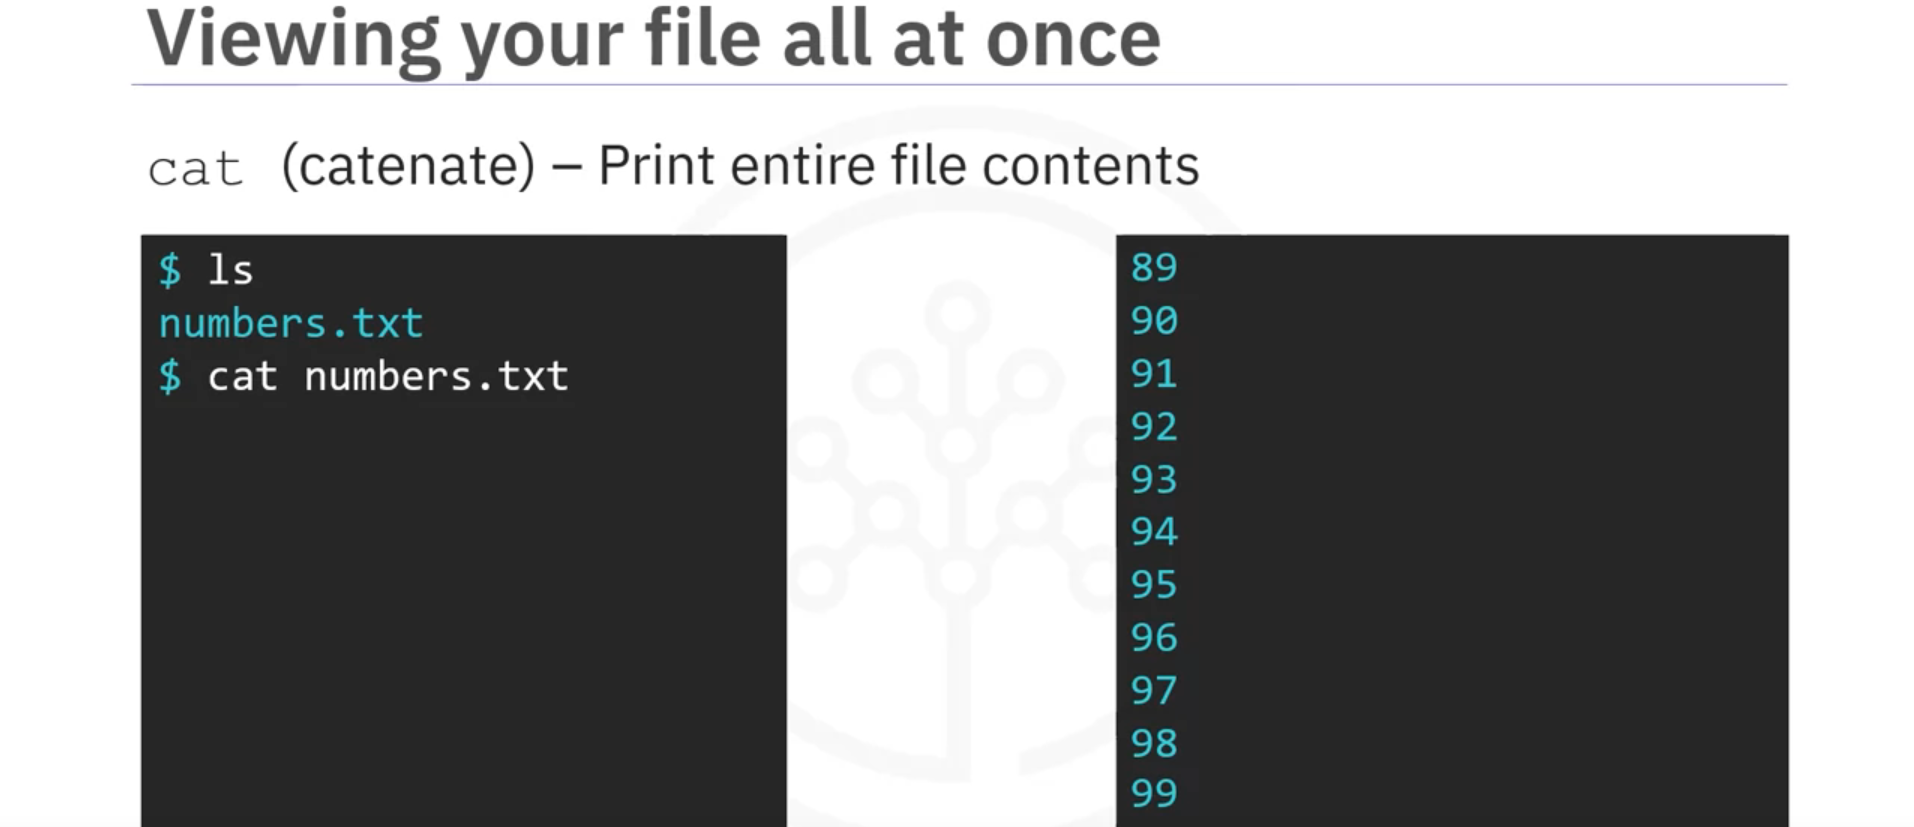 Viewing your file all at once
cat (catenate) – Print entire file contents
$ ls
numbers.txt
$ cat numbers.txt
89
90
91
92
93
94
95
96
97
98
99